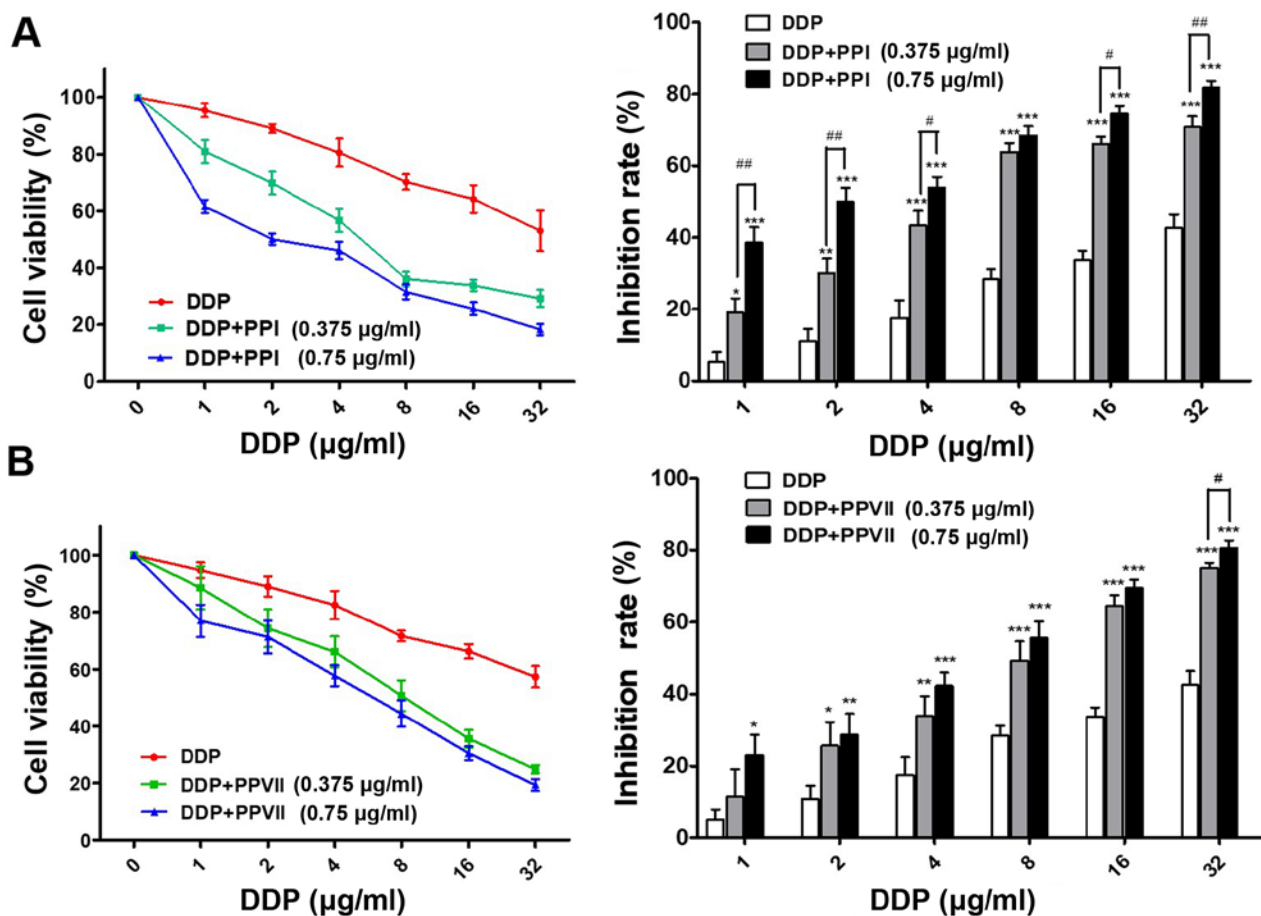 A
Cell viability (%)
100
80
60
40
20
0
DDP
DDP+PPI (0.375 µg/ml)
DDP+PPI (0.75 µg/ml)
0 1 2 4 8 16 32
DDP (µg/ml)
Inhibition rate (%)
100
80
60
40
20
0
DDP
DDP+PPI (0.375 µg/ml)
DDP+PPI (0.75 µg/ml)
## ## # # ##
* *** ** *** *** *** *** *** *** *** *** ***
1 2 4 8 16 32
DDP (µg/ml)
B
Cell viability (%)
100
80
60
40
20
0
DDP
DDP+PPVII (0.375 µg/ml)
DDP+PPVII (0.75 µg/ml)
0 1 2 4 8 16 32
DDP (µg/ml)
Inhibition rate (%)
100
80
60
40
20
0
DDP
DDP+PPVII (0.375 µg/ml)
DDP+PPVII (0.75 µg/ml)
#
* * ** ** *** *** *** *** *** *** ***
1 2 4 8 16 32
DDP (µg/ml)